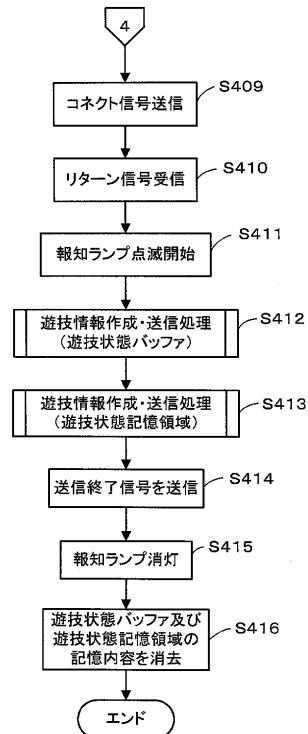 4
コネクト信号送信
S409
リターン信号受信
S410
報知ランプ点滅開始
S411
遊技情報作成・送信処理
(遊技状態バッファ)
S412
遊技情報作成・送信処理
(遊技状態記憶領域)
S413
送信終了信号を送信
S414
報知ランプ消灯
S415
遊技状態バッファ及び
遊技状態記憶領域の
記憶内容を消去
S416
エンド